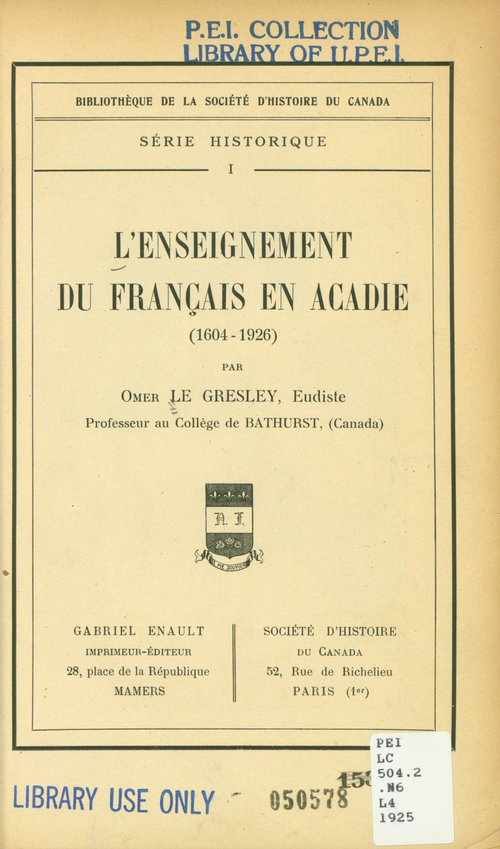 P.E.I. COLLECTION
LIBRARY OF U.P.E.I.
BIBLIOTHÈQUE DE LA SOCIÉTÉ D'HISTOIRE DU CANADA
SÉRIE HISTORIQUE
I
L'ENSEIGNEMENT
DU FRANÇAIS EN ACADIE
(1604-1926)
PAR
OMER LE GRESLEY, Eudiste
Professeur au Collège de BATHURST, (Canada)
N. F.
GABRIEL ENAULT
IMPRIMEUR-ÉDITEUR
28, place de la République
MAMERS
SOCIÉTÉ D'HISTOIRE
DU CANADA
52, Rue de Richelieu
PARIS (1er)
PEI
LC
504.2
.N6
L4
1925
LIBRARY USE ONLY
050578